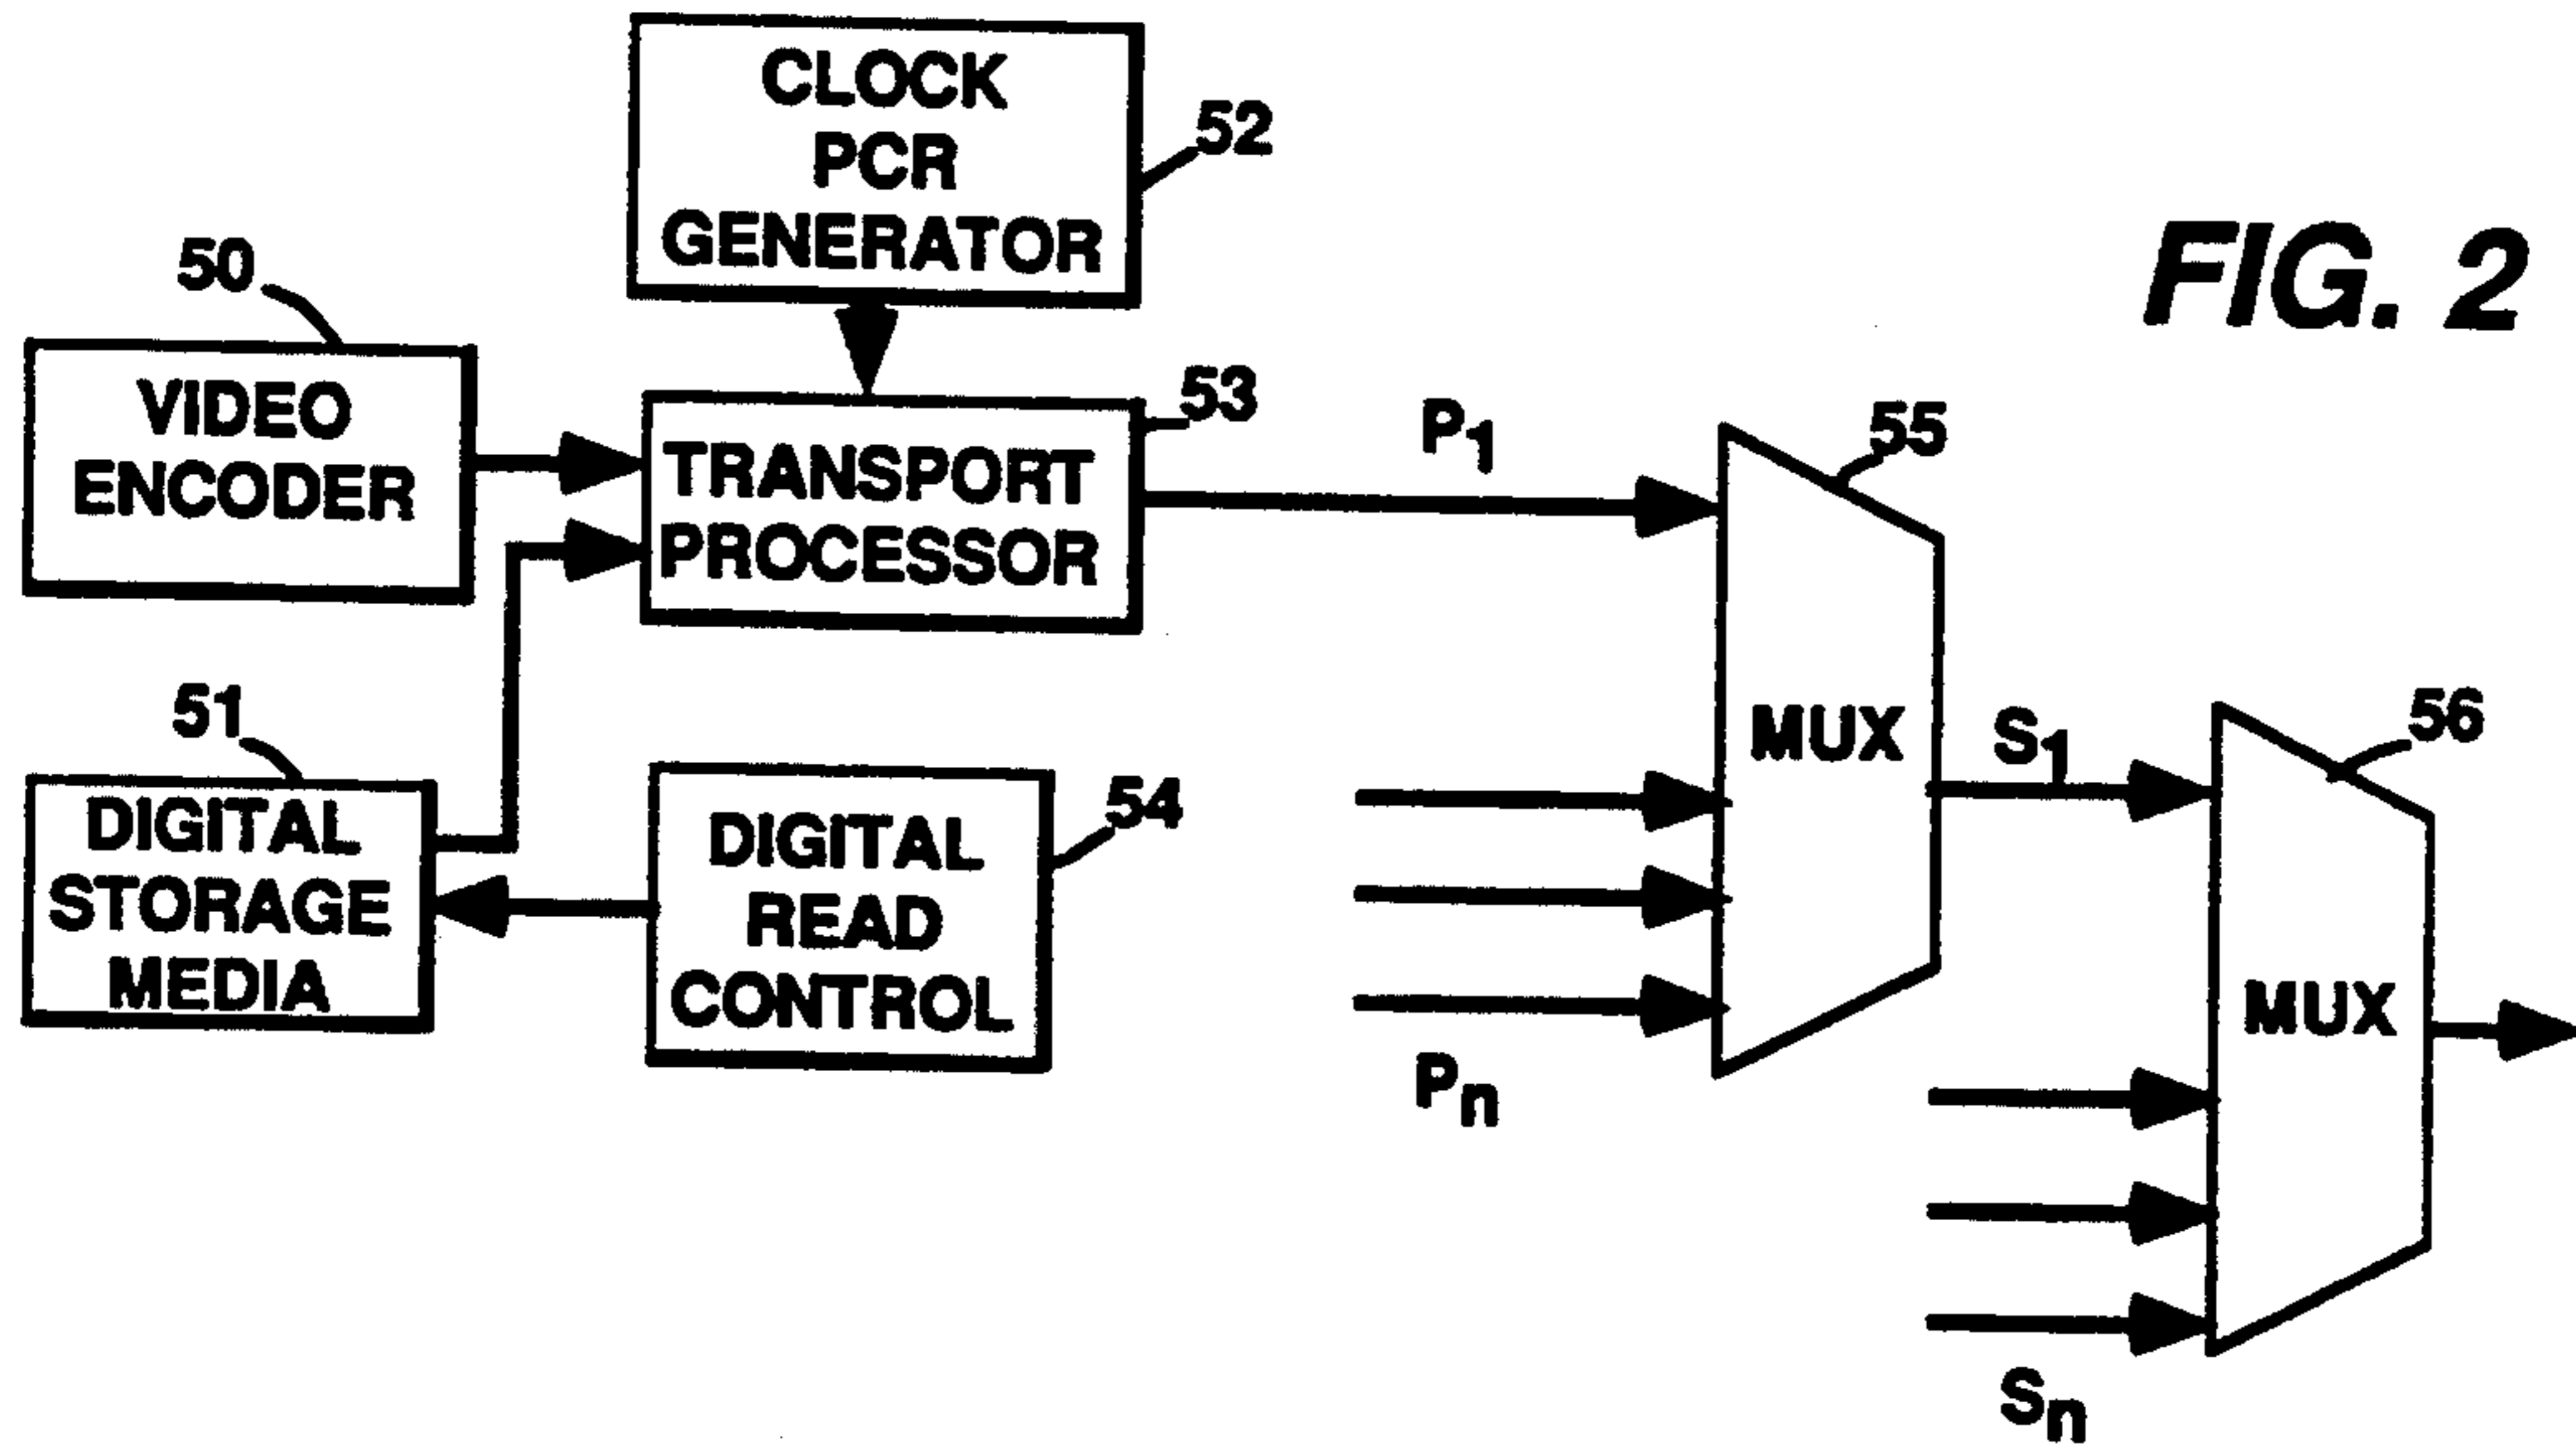 CLOCK
PCR
GENERATOR
52
FIG. 2
50
VIDEO
ENCODER
53
TRANSPORT
PROCESSOR
P1
55
MUX
51
DIGITAL
STORAGE
MEDIA
54
DIGITAL
READ
CONTROL
Pn
S1
56
MUX
Sn